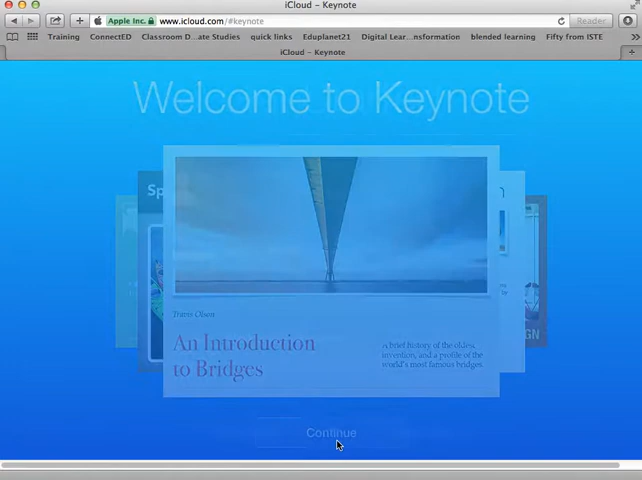 iCloud – Keynote
Apple Inc. www.icloud.com/#keynote Reader
Training ConnectED Classroom D...ate Studies quick links Eduplanet21 Digital Lear...nsformation blended learning Fifty from ISTE
iCloud – Keynote
Welcome to Keynote
Sp
Travis Olsen
An Introduction
to Bridges
A brief history of the oldest
invention, and a profile of the
world's most famous bridges.
GN
Continue